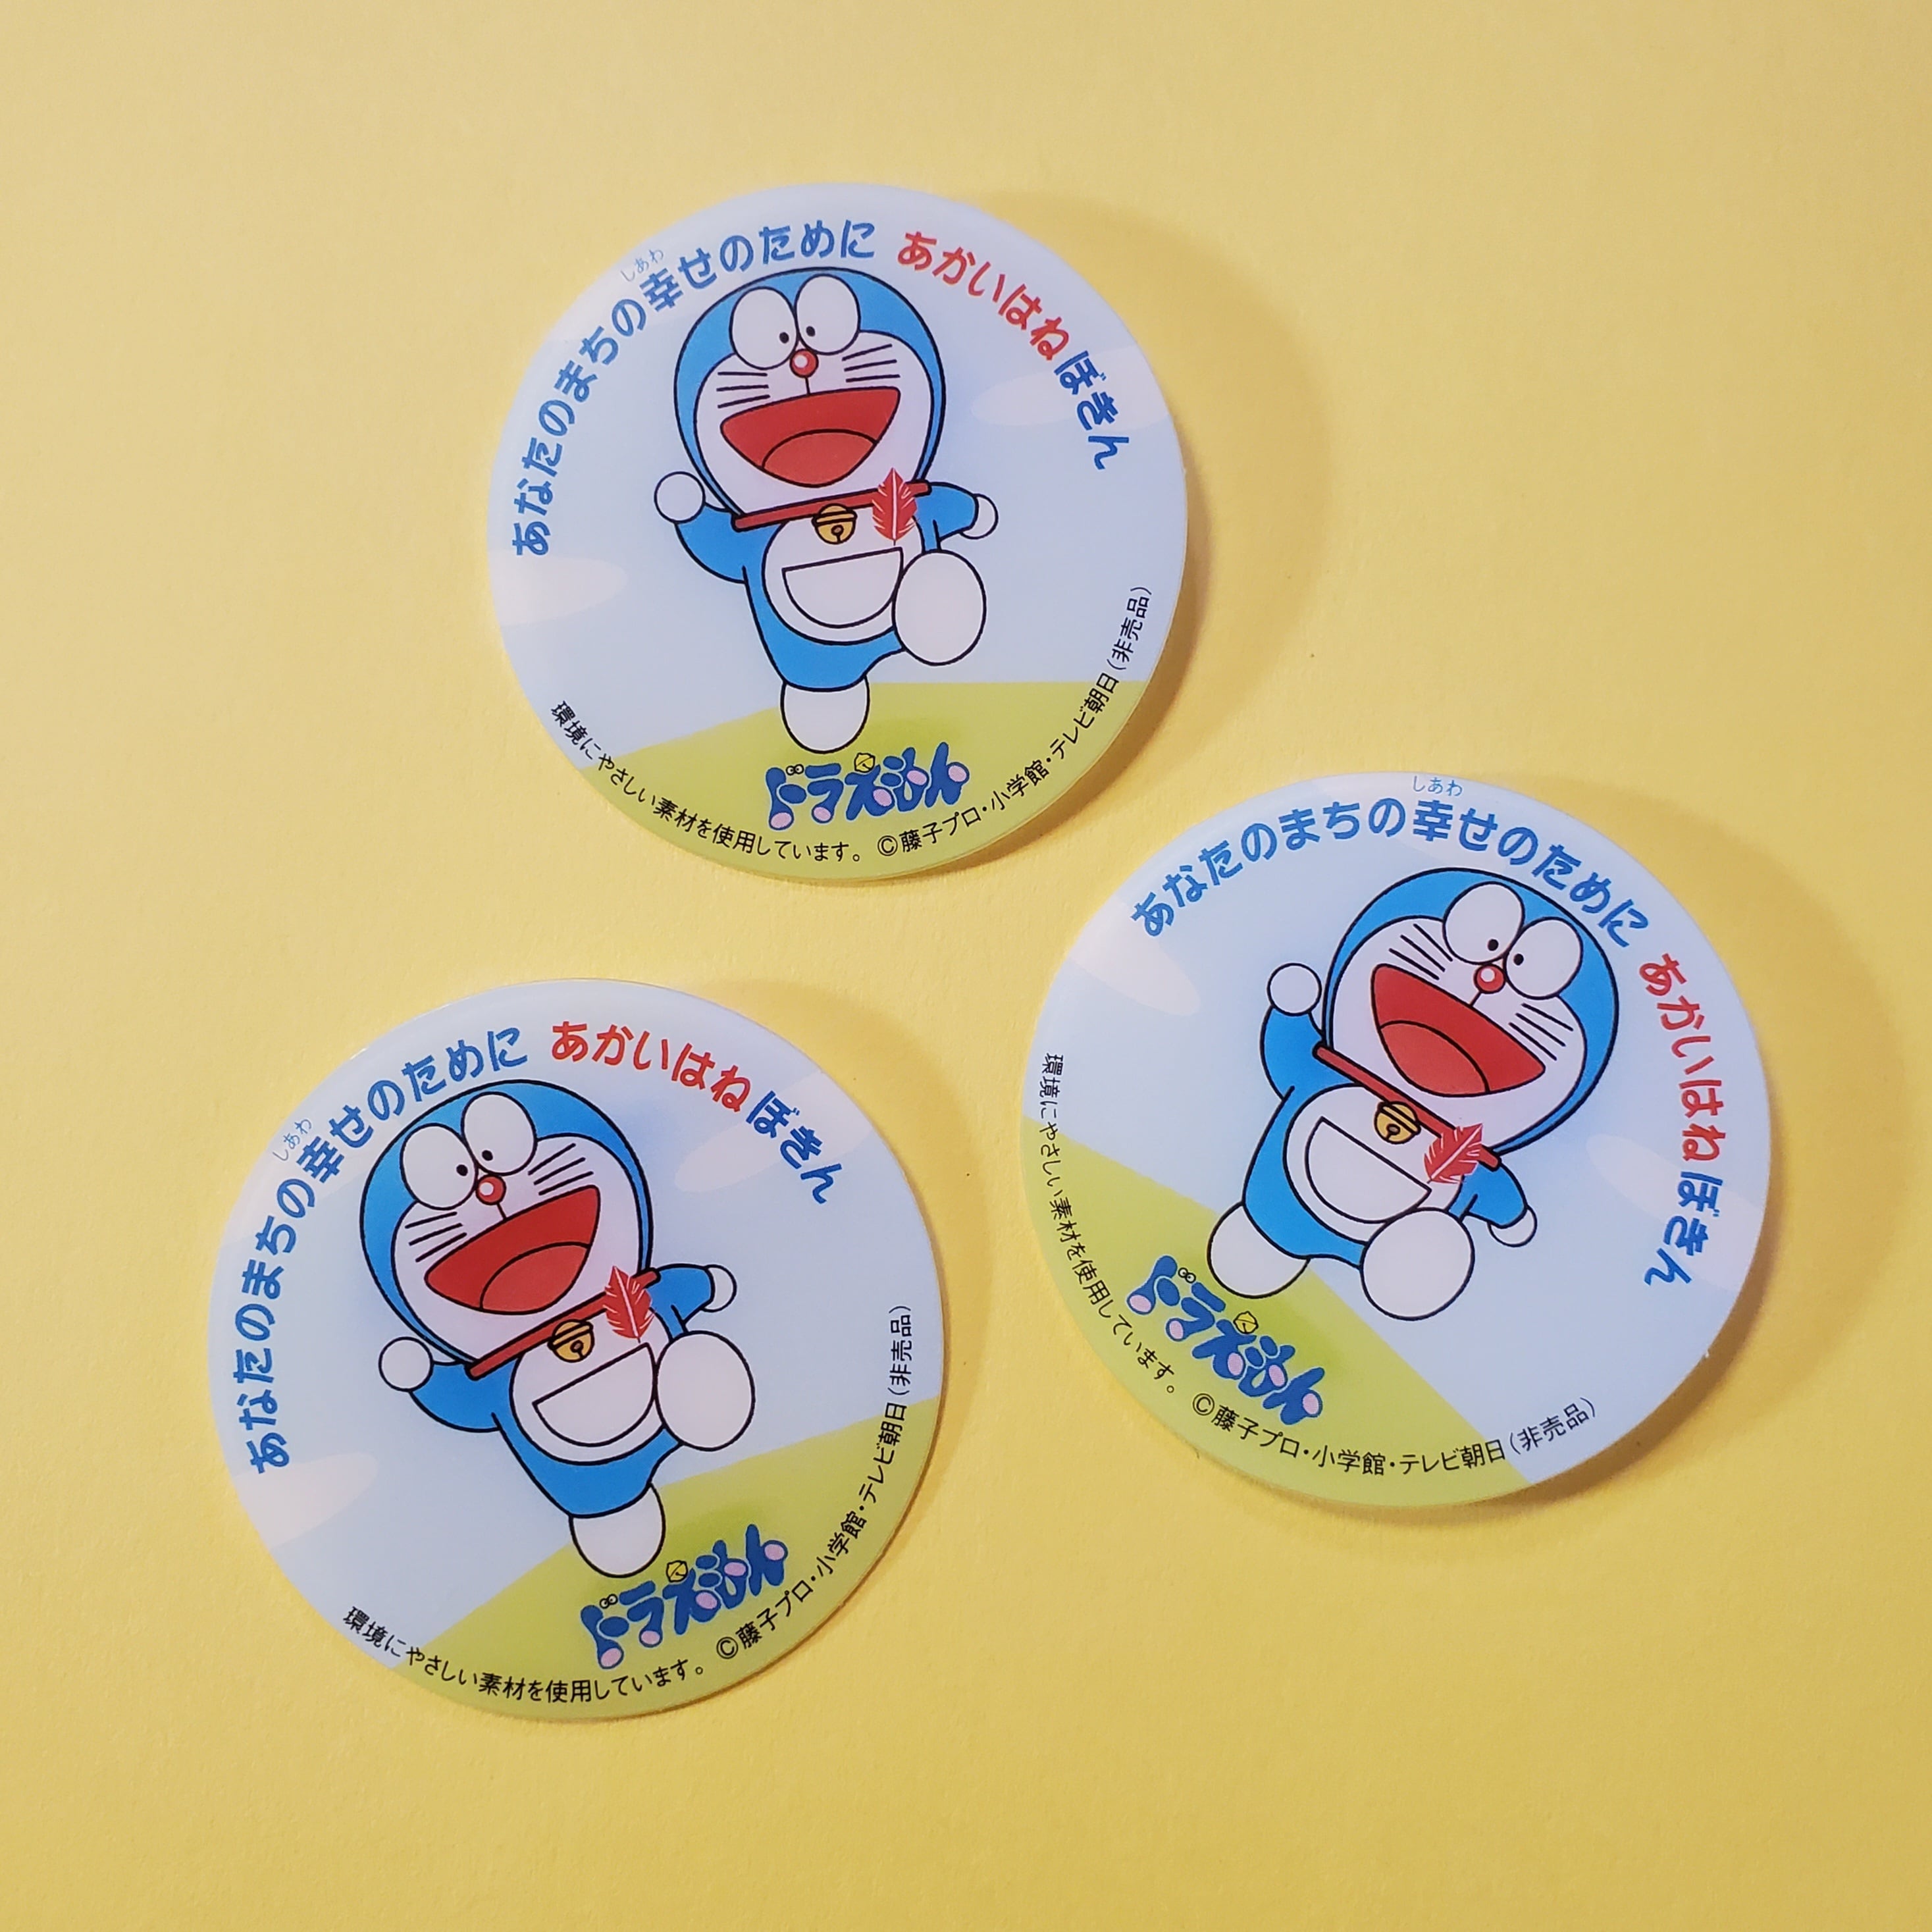 しあわ
あなたのまちの幸せのために あかいはねぼきん
ドラえもん
環境にやさしい素材を使用しています。 ©藤子プロ・小学館・テレビ朝日(非売品)
しあわ
あなたのまちの幸せのために あかいはねぼきん
ドラえもん
環境にやさしい素材を使用しています。 ©藤子プロ・小学館・テレビ朝日(非売品)
しあわ
あなたのまちの幸せのために あかいはねぼきん
ドラえもん
環境にやさしい素材を使用しています。 ©藤子プロ・小学館・テレビ朝日(非売品)